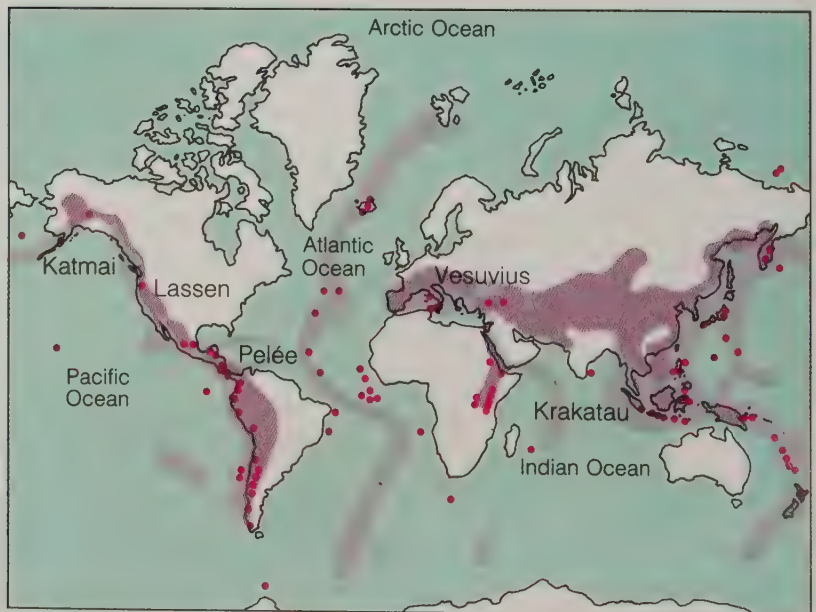 Arctic Ocean
Atlantic
Ocean
Katmai
Lassen
Vesuvius
Pelée
Pacific
Ocean
Krakatau
Indian Ocean